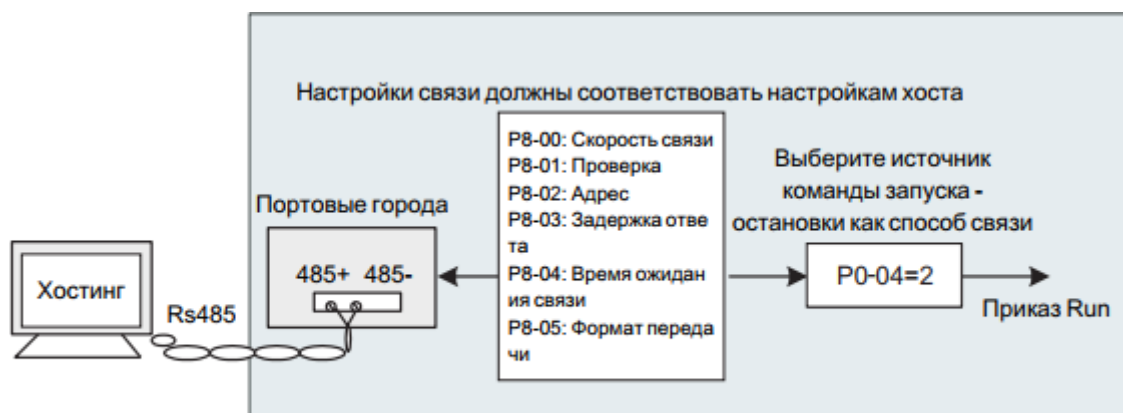 Настройки связи должны соответствовать настройкам хоста
P8-00: Скорость связи
P8-01: Проверка
P8-02: Адрес
P8-03: Задержка отве
та
P8-04: Время ожидан
ия связи
P8-05: Формат переда
чи
Выберите источник
команды запуска -
остановки как способ связи
Портовые города
485+ 485-
P0-04=2
Хостинг
Rs485
Приказ Run